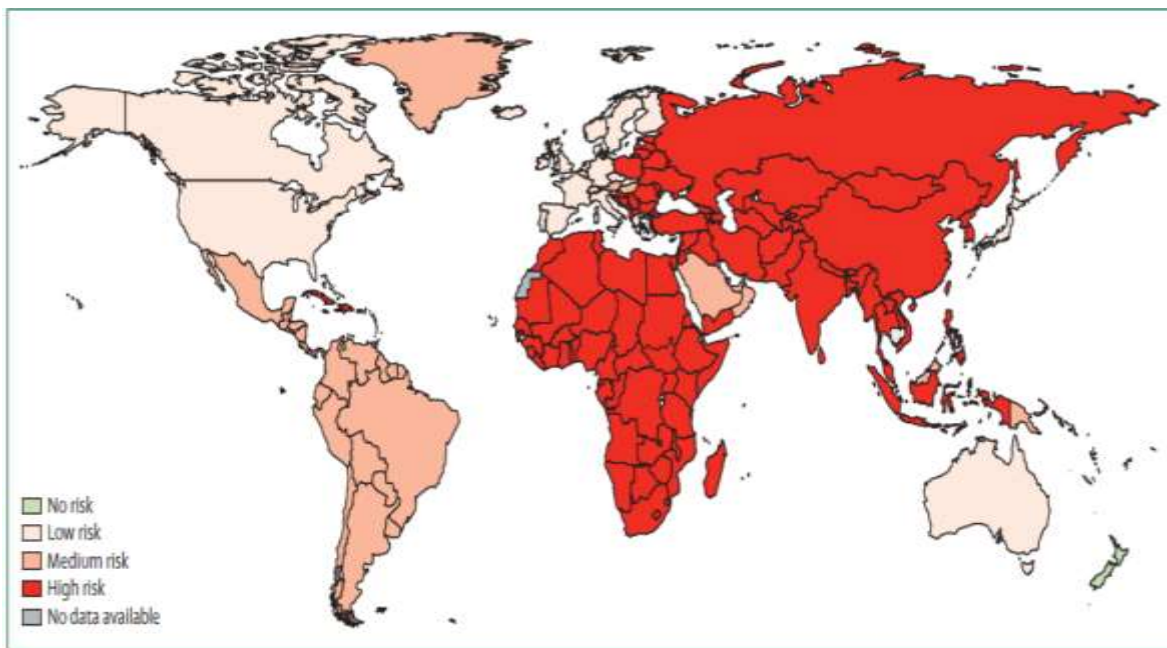 No risk
Low risk
Medium risk
High risk
No data available